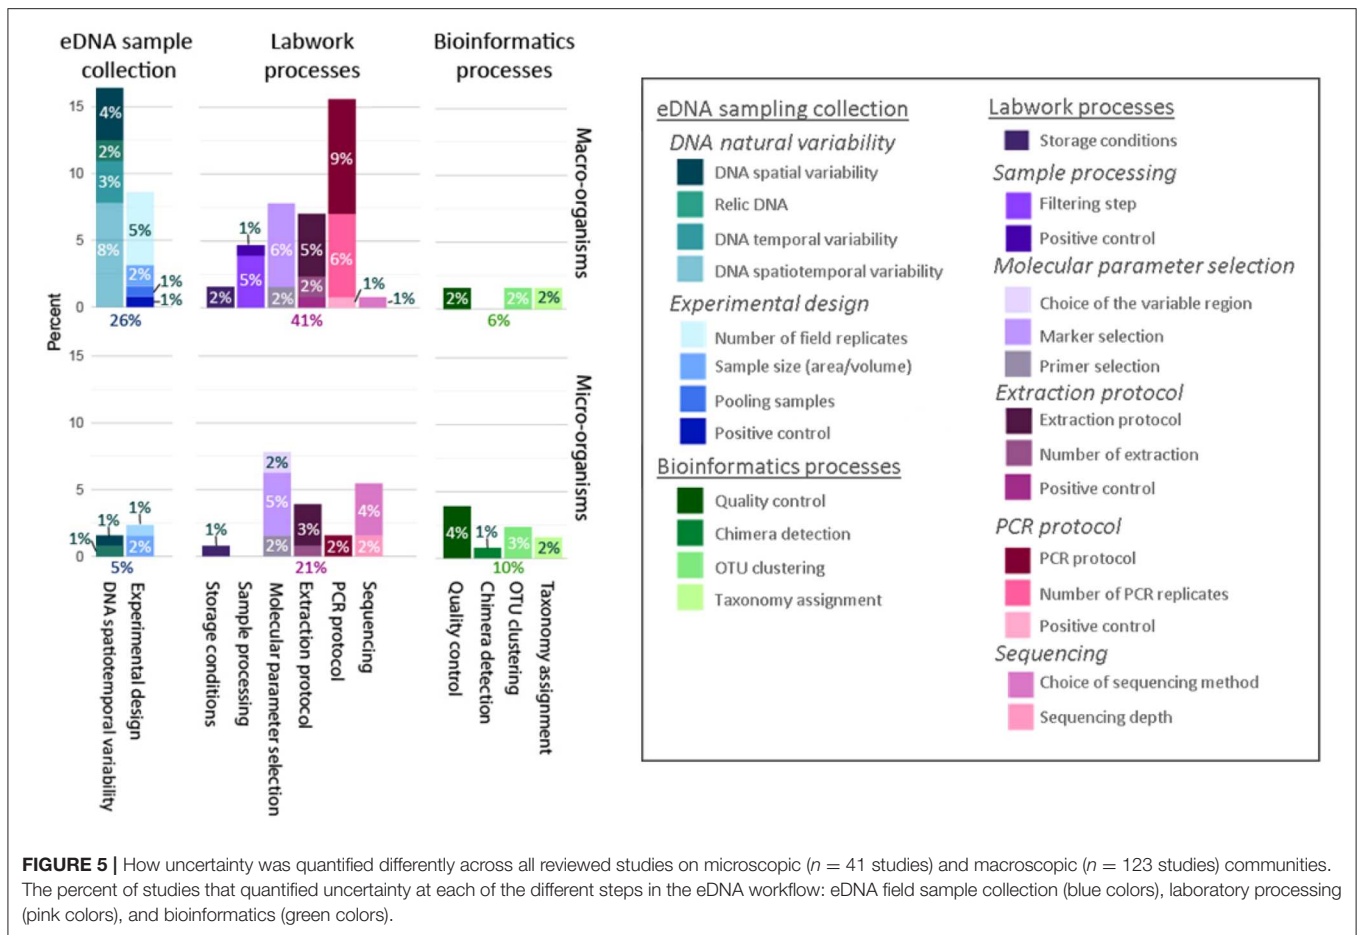 eDNA sample
collection
Labwork
processes
Bioinformatics
processes
Percent
15
10
5
0
4%
2%
3%
8%
5%
2%
1%
1%
26%
2%
1%
5%
6%
2%
5%
2%
9%
6%
1%
1%
41%
2%
2%
2%
6%
Macro-organisms
15
10
5
0
1%
1%
1%
2%
5%
1%
2%
5%
2%
3%
2%
4%
2%
21%
4%
1%
3%
2%
10%
Micro-organisms
DNA spatiotemporal variability
Experimental design
Storage conditions
Sample processing
Molecular parameter selection
Extraction protocol
PCR protocol
Sequencing
Quality control
Chimera detection
OTU clustering
Taxonomy assignment
eDNA sampling collection
DNA natural variability
DNA spatial variability
Relic DNA
DNA temporal variability
DNA spatiotemporal variability
Experimental design
Number of field replicates
Sample size (area/volume)
Pooling samples
Positive control
Bioinformatics processes
Quality control
Chimera detection
OTU clustering
Taxonomy assignment
Labwork processes
Storage conditions
Sample processing
Filtering step
Positive control
Molecular parameter selection
Choice of the variable region
Marker selection
Primer selection
Extraction protocol
Extraction protocol
Number of extraction
Positive control
PCR protocol
PCR protocol
Number of PCR replicates
Positive control
Sequencing
Choice of sequencing method
Sequencing depth
FIGURE 5 | How uncertainty was quantified differently across all reviewed studies on microscopic (n = 41 studies) and macroscopic (n = 123 studies) communities.
The percent of studies that quantified uncertainty at each of the different steps in the eDNA workflow: eDNA field sample collection (blue colors), laboratory processing
(pink colors), and bioinformatics (green colors).